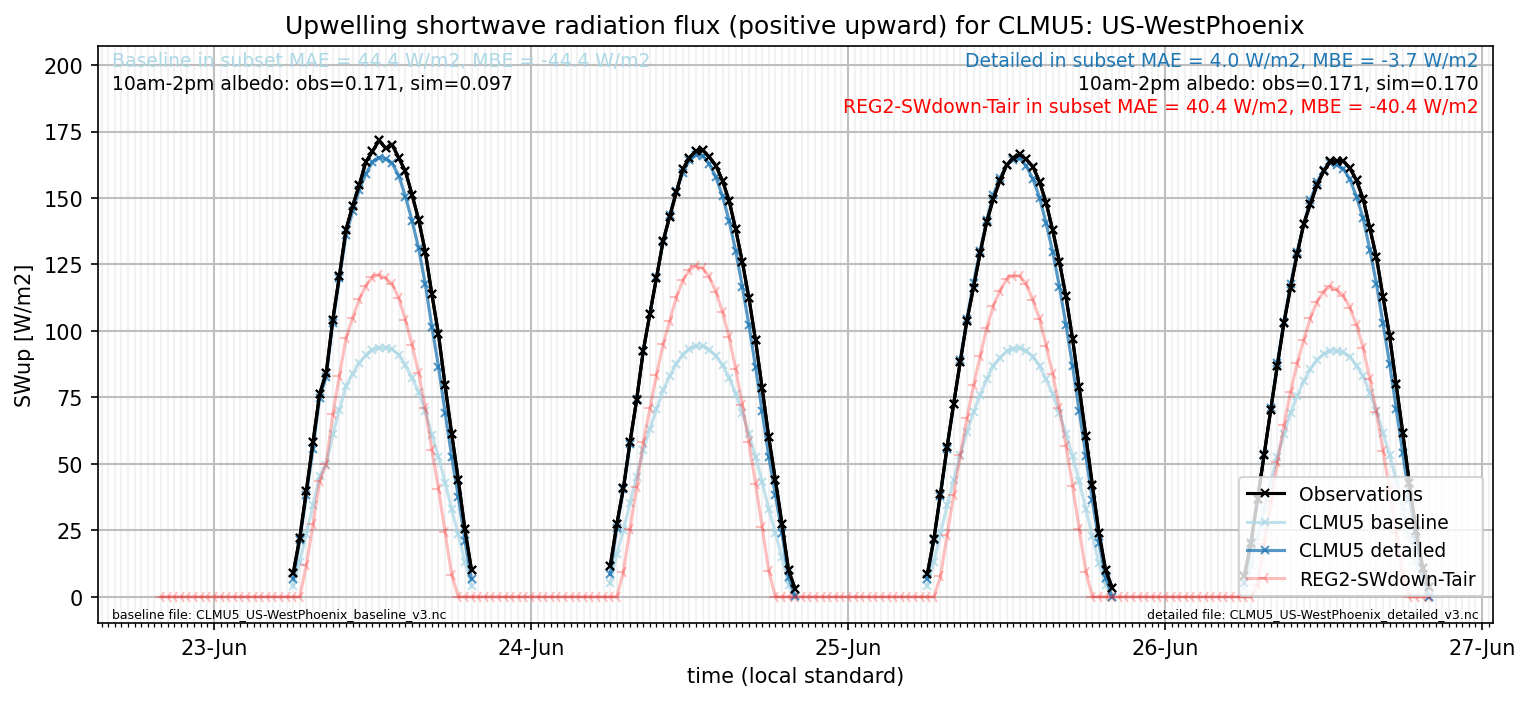 Upwelling shortwave radiation flux (positive upward) for CLMU5: US-WestPhoenix
Baseline in subset MAE = 44.4 W/m2, MBE = -44.4 W/m2
10am-2pm albedo: obs=0.171, sim=0.097
Detailed in subset MAE = 4.0 W/m2, MBE = -3.7 W/m2
10am-2pm albedo: obs=0.171, sim=0.170
REG2-SWdown-Tair in subset MAE = 40.4 W/m2, MBE = -40.4 W/m2
SWup [W/m2]
200
175
150
125
100
75
50
25
0
Observations
CLMU5 baseline
CLMU5 detailed
REG2-SWdown-Tair
baseline file: CLMU5_US-WestPhoenix_baseline_v3.nc
detailed file: CLMU5_US-WestPhoenix_detailed_v3.nc
23-Jun
24-Jun
25-Jun
26-Jun
27-Jun
time (local standard)